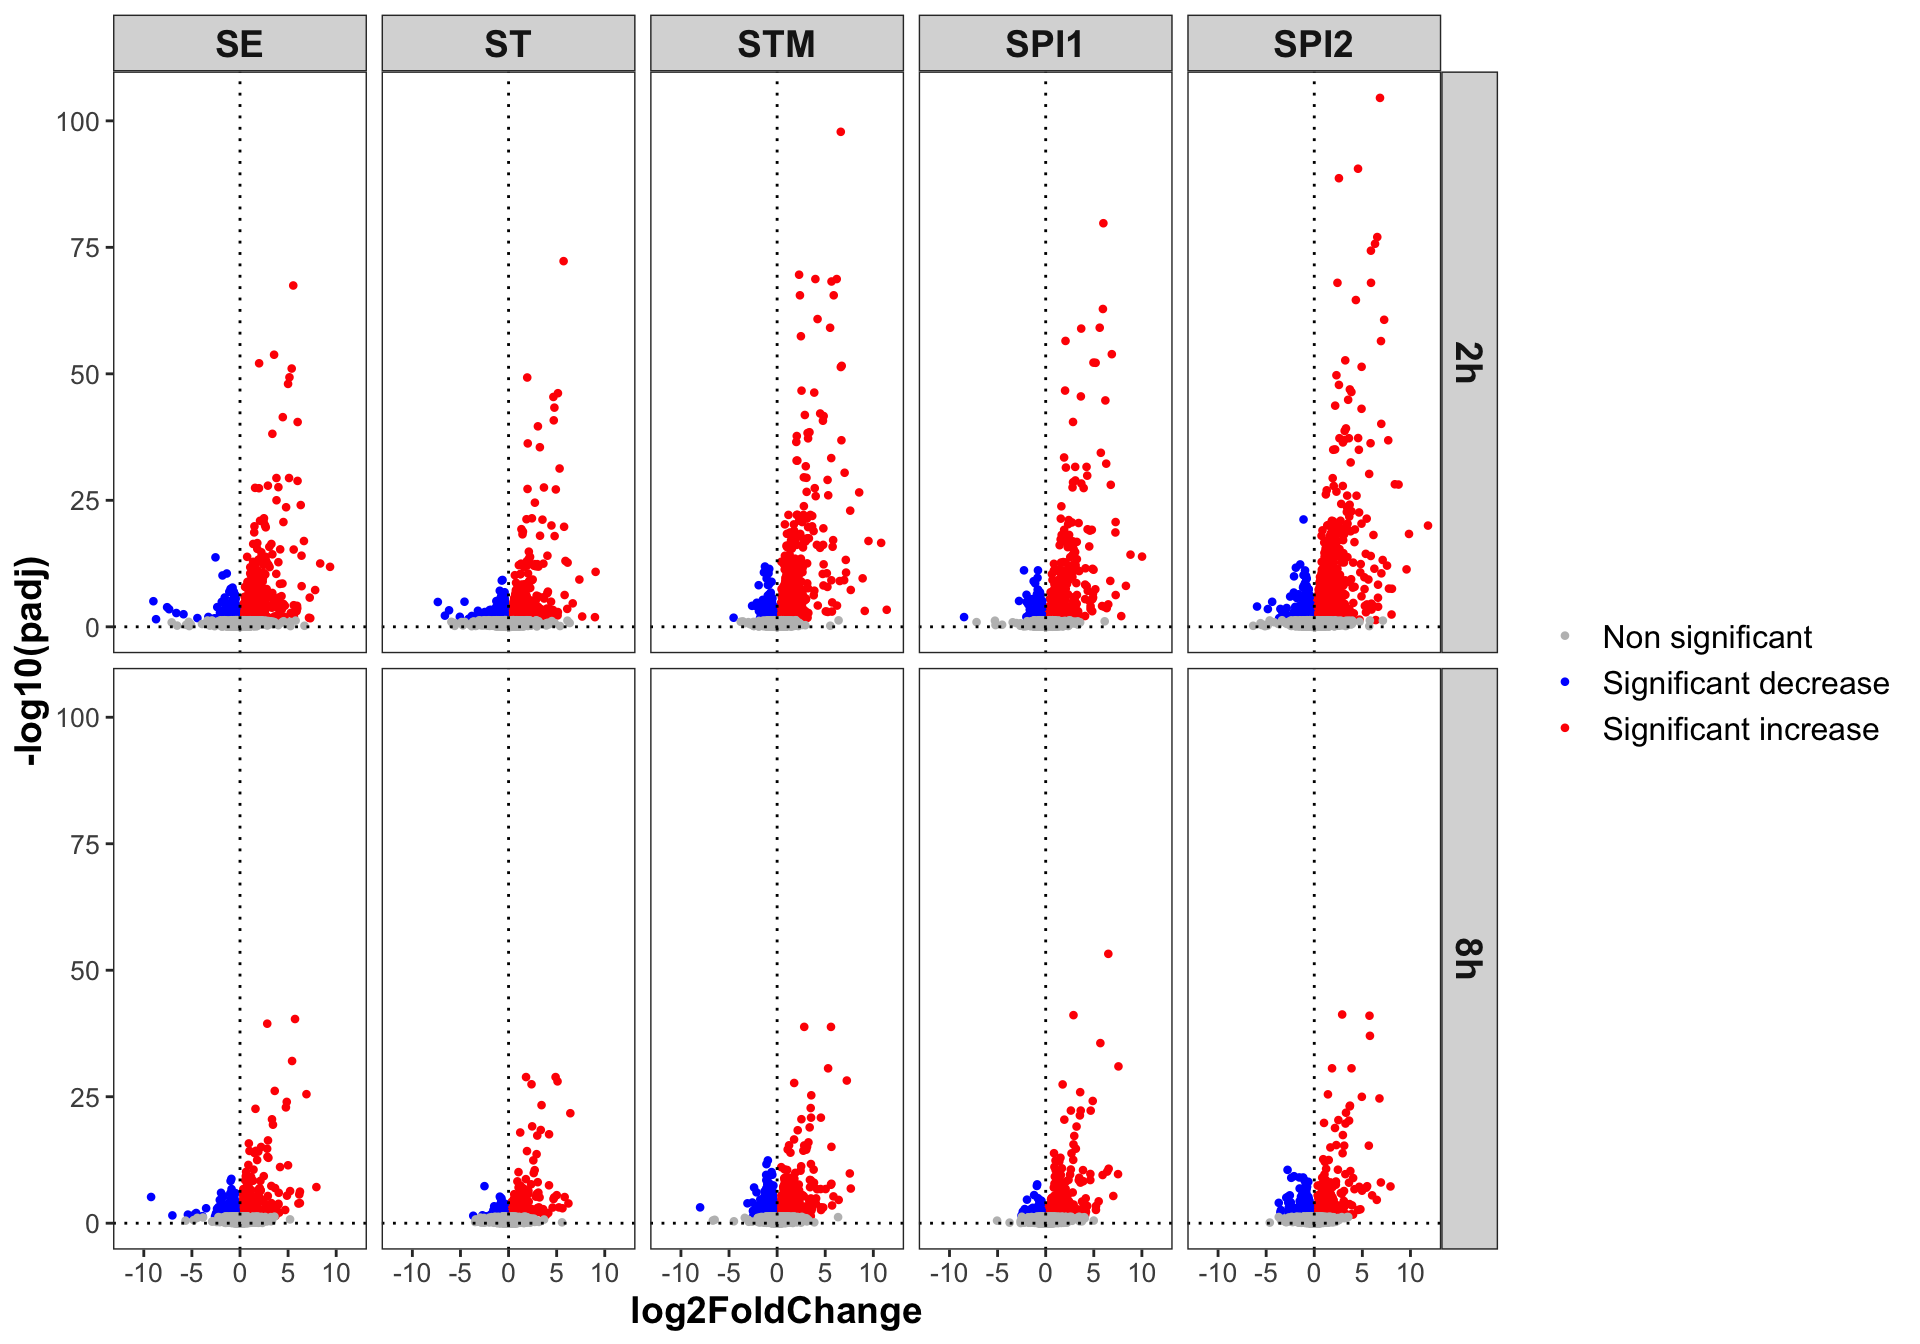 SE ST STM SPI1 SPI2
100
75
50
25
0
2h
100
75
50
25
0
8h
-10 -5 0 5 10 -10 -5 0 5 10 -10 -5 0 5 10 -10 -5 0 5 10 -10 -5 0 5 10
log2FoldChange
-log10(padj)
Non significant
Significant decrease
Significant increase